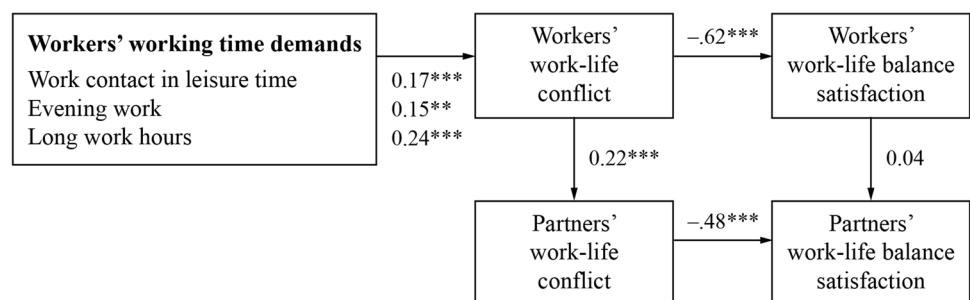 Workers’ working time demands
Work contact in leisure time
Evening work
Long work hours
0.17***
0.15**
0.24***
Workers’
work-life
conflict
–.62***
Workers’
work-life balance
satisfaction
0.22***
0.04
Partners’
work-life
conflict
–.48***
Partners’
work-life balance
satisfaction